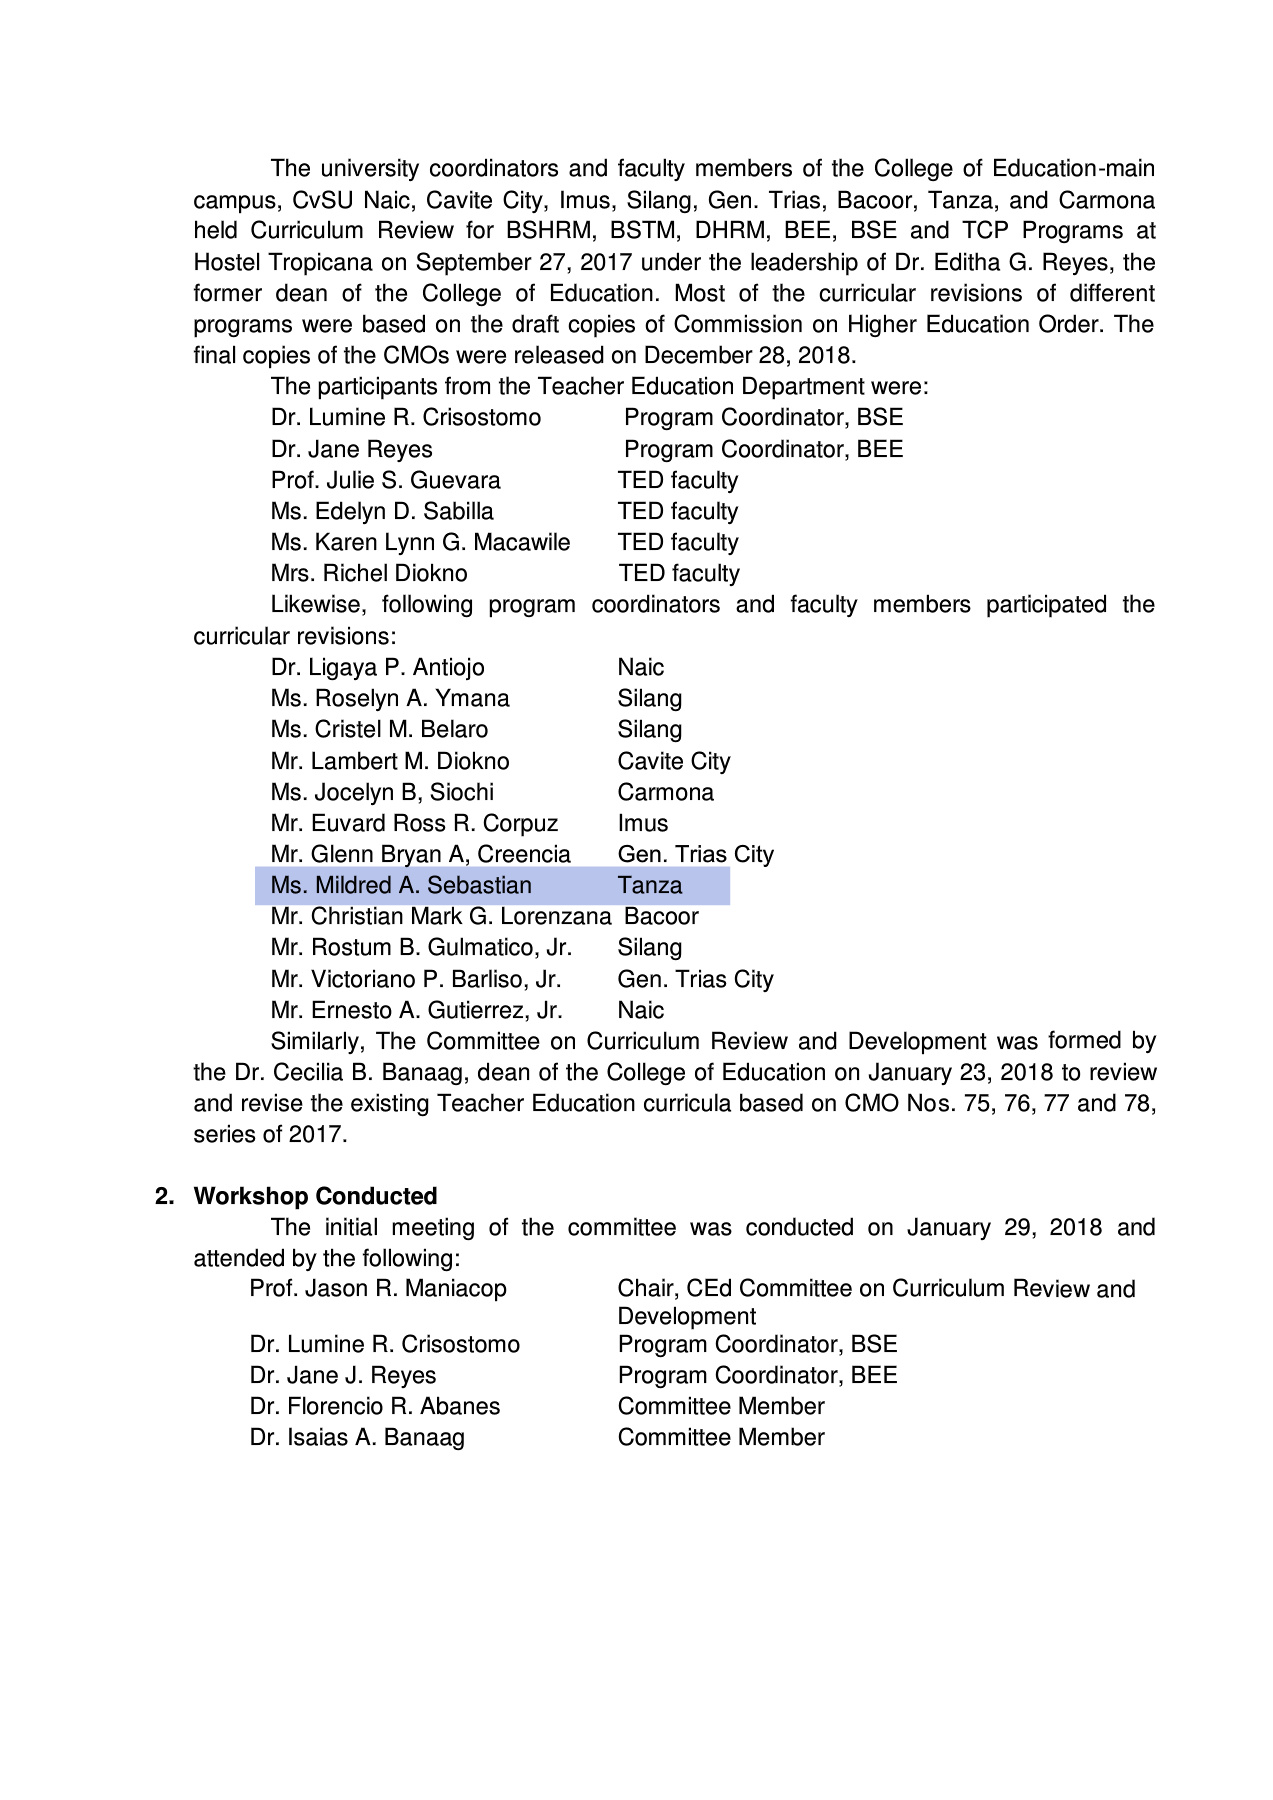 The university coordinators and faculty members of the College of Education-main
campus, CvSU Naic, Cavite City, Imus, Silang, Gen. Trias, Bacoor, Tanza, and Carmona
held Curriculum Review for BSHRM, BSTM, DHRM, BEE, BSE and TCP Programs at
Hostel Tropicana on September 27, 2017 under the leadership of Dr. Editha G. Reyes, the
former dean of the College of Education. Most of the curricular revisions of different
programs were based on the draft copies of Commission on Higher Education Order. The
final copies of the CMOs were released on December 28, 2018.
The participants from the Teacher Education Department were:
Dr. Lumine R. Crisostomo Program Coordinator, BSE
Dr. Jane Reyes Program Coordinator, BEE
Prof. Julie S. Guevara TED faculty
Ms. Edelyn D. Sabilla TED faculty
Ms. Karen Lynn G. Macawile TED faculty
Mrs. Richel Diokno TED faculty
Likewise, following program coordinators and faculty members participated the
curricular revisions:
Dr. Ligaya P. Antiojo Naic
Ms. Roselyn A. Ymana Silang
Ms. Cristel M. Belaro Silang
Mr. Lambert M. Diokno Cavite City
Ms. Jocelyn B, Siochi Carmona
Mr. Euvard Ross R. Corpuz Imus
Mr. Glenn Bryan A, Creencia Gen. Trias City
Ms. Mildred A. Sebastian Tanza
Mr. Christian Mark G. Lorenzana Bacoor
Mr. Rostum B. Gulmatico, Jr. Silang
Mr. Victoriano P. Barliso, Jr. Gen. Trias City
Mr. Ernesto A. Gutierrez, Jr. Naic
Similarly, The Committee on Curriculum Review and Development was formed by
the Dr. Cecilia B. Banaag, dean of the College of Education on January 23, 2018 to review
and revise the existing Teacher Education curricula based on CMO Nos. 75, 76, 77 and 78,
series of 2017.
2. Workshop Conducted
The initial meeting of the committee was conducted on January 29, 2018 and
attended by the following:
Prof. Jason R. Maniacop Chair, CEd Committee on Curriculum Review and
Development
Dr. Lumine R. Crisostomo Program Coordinator, BSE
Dr. Jane J. Reyes Program Coordinator, BEE
Dr. Florencio R. Abanes Committee Member
Dr. Isaias A. Banaag Committee Member